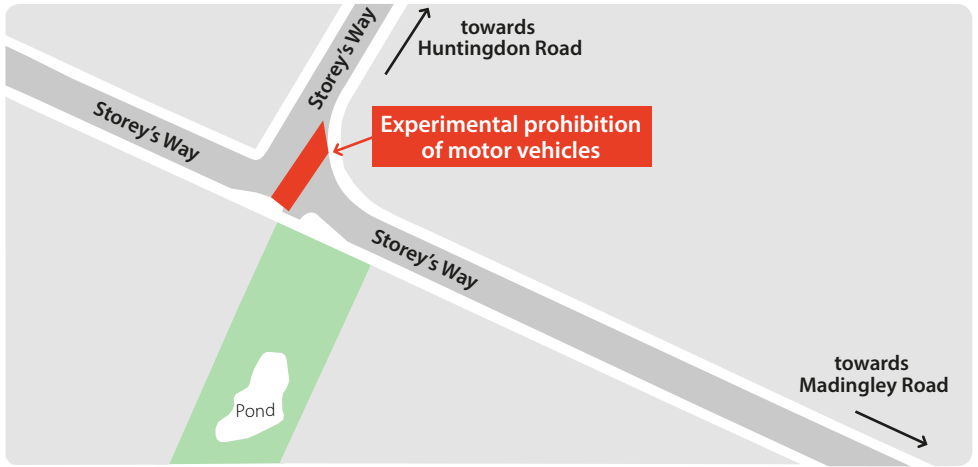 towards
Huntingdon Road
Storey's Way
Storey's Way
Experimental prohibition
of motor vehicles
Storey's Way
towards
Madingley Road
Pond